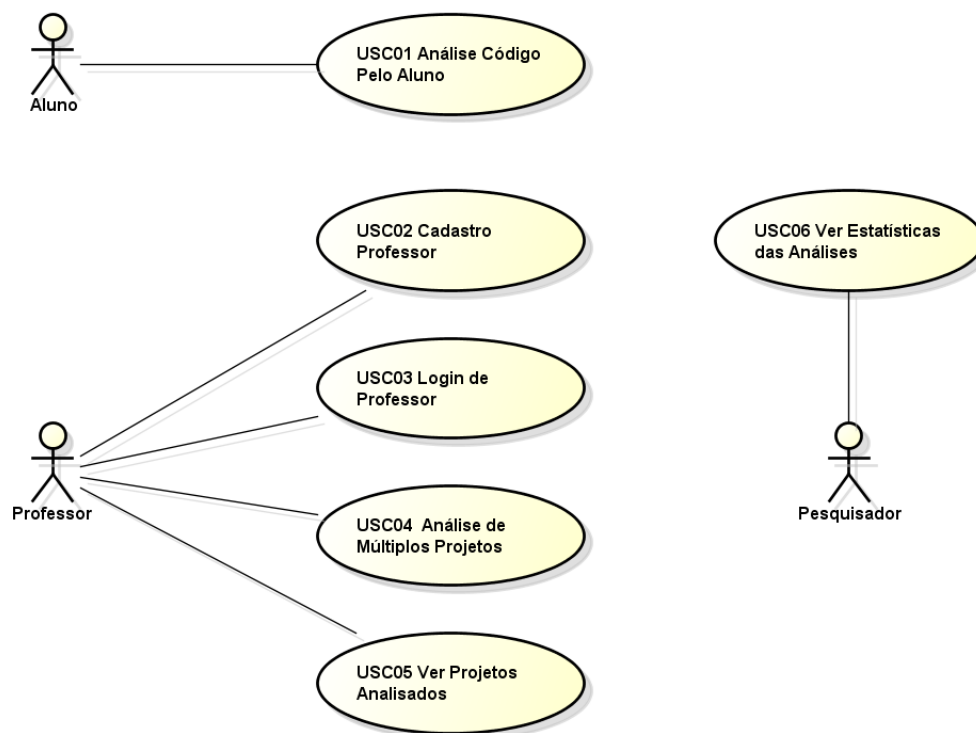 USC01 Análise Código
Pelo Aluno
Aluno
USC02 Cadastro
Professor
USC06 Ver Estatísticas
das Análises
USC03 Login de
Professor
Professor
Pesquisador
USC04  Análise de
Múltiplos Projetos
USC05 Ver Projetos
Analisados